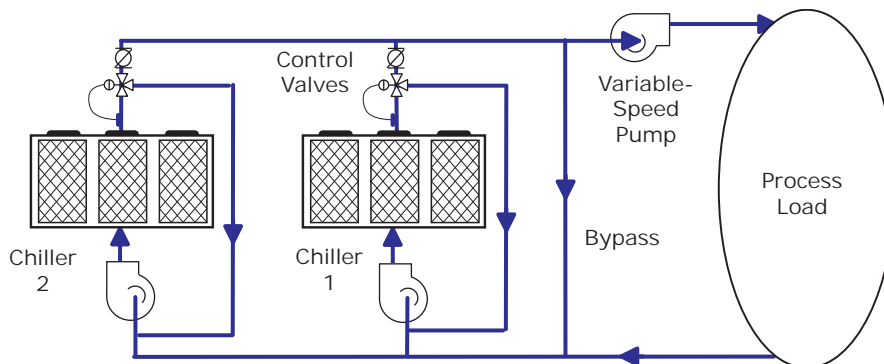 Control
Valves
Variable-
Speed
Pump
Process
Load
Bypass
Chiller
2
Chiller
1